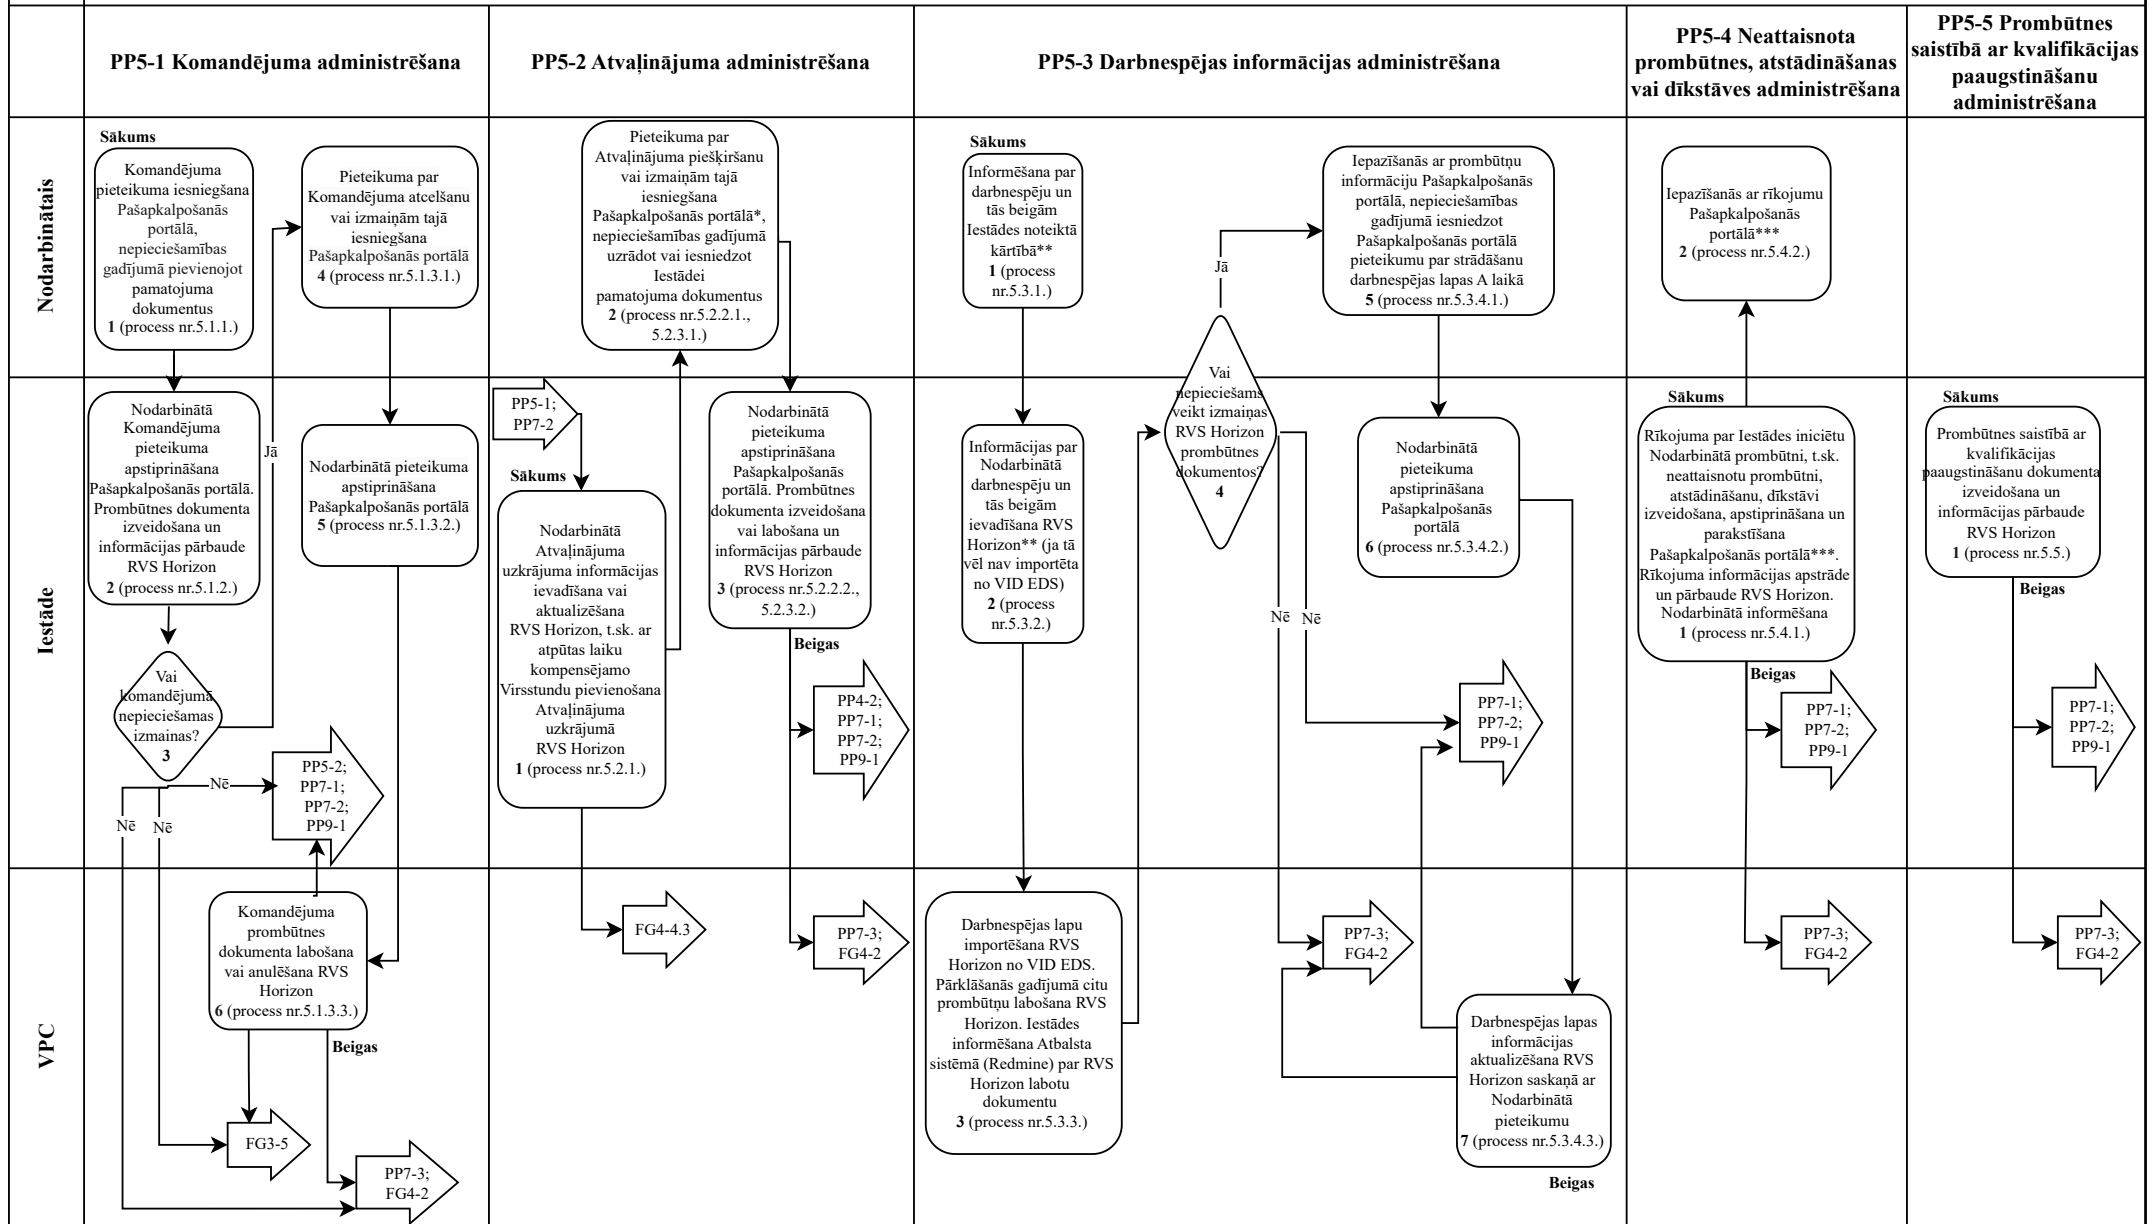 PP5-1 Komandējuma administrēšana
PP5-2 Atvaļinājuma administrēšana
PP5-3 Darbnespējas informācijas administrēšana
PP5-4 Neattaisnota
prombūtnes, atstādināšanas
vai dīkstāves administrēšana
PP5-5 Prombūtnes
saistībā ar kvalifikācijas
paaugstināšanu
administrēšana
Nodarbinātais
Sākums
Komandējuma
pieteikuma iesniegšana
Pašapkalpošanās
portālā,
nepieciešamības
gadījumā pievienojot
pamatojuma
dokumentus
1 (process nr.5.1.1.)
Pieteikuma par
Komandējuma atcelšanu
vai izmaiņām tajā
iesniegšana
Pašapkalpošanās portālā
4 (process nr.5.1.3.1.)
Pieteikuma par
Atvaļinājuma piešķiršanu
vai izmaiņām tajā
iesniegšana
Pašapkalpošanās portālā*,
nepieciešamības gadījumā
uzrādot vai iesniedzot
Iestādei
pamatojuma dokumentus
2 (process nr.5.2.2.1.,
5.2.3.1.)
Sākums
Informēšana par
darbnespēju un
tās beigām
Iestādes noteiktā
kārtībā**
1 (process
nr.5.3.1.)
Jā
Iepazīšanās ar prombūtņu
informāciju Pašapkalpošanās
portālā, nepieciešamības
gadījumā iesniedzot
Pašapkalpošanās portālā
pieteikumu par strādāšanu
darbnespējas lapas A laikā
5 (process nr.5.3.4.1.)
Iepazīšanās ar rīkojumu
Pašapkalpošanās
portālā***
2 (process nr.5.4.2.)
Iestāde
Nodarbinātā
Komandējuma
pieteikuma
apstiprināšana
Pašapkalpošanās portālā.
Prombūtnes dokumenta
izveidošana un
informācijas pārbaude
RVS Horizon
2 (process nr.5.1.2.)
Jā
Nodarbinātā pieteikuma
apstiprināšana
Pašapkalpošanās portālā
5 (process nr.5.1.3.2.)
Vai
komandējumā
nepieciešamas
izmainas?
3
Nē
Nē
Nē
PP5-2;
PP7-1;
PP7-2;
PP9-1
PP5-1;
PP7-2
Sākums
Nodarbinātā
Atvaļinājuma
uzkrājuma informācijas
ievadīšana vai
aktualizēšana
RVS Horizon, t.sk. ar
atpūtas laiku
kompensējamo
Virsstundu pievienošana
Atvaļinājuma
uzkrājumā
RVS Horizon
1 (process nr.5.2.1.)
Nodarbinātā
pieteikuma
apstiprināšana
Pašapkalpošanās
portālā. Prombūtnes
dokumenta izveidošana
vai labošana un
informācijas pārbaude
RVS Horizon
3 (process nr.5.2.2.2.,
5.2.3.2.)
Beigas
PP4-2;
PP7-1;
PP7-2;
PP9-1
Informācijas par
Nodarbinātā
darbnespēju un
tās beigām
ievadīšana RVS
Horizon** (ja tā
vēl nav importēta
no VID EDS)
2 (process
nr.5.3.2.)
Vai
nepieciešams
veikt izmaiņas
RVS Horizon
prombūtnes
dokumentos?
4
Nē
Nē
Nodarbinātā
pieteikuma
apstiprināšana
Pašapkalpošanās
portālā
6 (process nr.5.3.4.2.)
PP7-1;
PP7-2;
PP9-1
Sākums
Rīkojuma par Iestādes iniciētu
Nodarbinātā prombūtni, t.sk.
neattaisnotu prombūtni,
atstādināšanu, dīkstāvi
izveidošana, apstiprināšana un
parakstīšana
Pašapkalpošanās portālā***.
Rīkojuma informācijas apstrāde
un pārbaude RVS Horizon.
Nodarbinātā informēšana
1 (process nr.5.4.1.)
Beigas
PP7-1;
PP7-2;
PP9-1
Sākums
Prombūtnes saistībā ar
kvalifikācijas
paaugstināšanu dokumenta
izveidošana un
informācijas pārbaude
RVS Horizon
1 (process nr.5.5.)
Beigas
PP7-1;
PP7-2;
PP9-1
VPC
Komandējuma
prombūtnes
dokumenta labošana
vai anulēšana RVS
Horizon
6 (process nr.5.1.3.3.)
Beigas
FG3-5
PP7-3;
FG4-2
FG4-4.3
PP7-3;
FG4-2
Darbnespējas lapu
importēšana RVS
Horizon no VID EDS.
Pārklāšanās gadījumā citu
prombūtņu labošana RVS
Horizon. Iestādes
informēšana Atbalsta
sistēmā (Redmine) par RVS
Horizon labotu
dokumentu
3 (process nr.5.3.3.)
PP7-3;
FG4-2
Darbnespējas lapas
informācijas
aktualizēšana RVS
Horizon saskaņā ar
Nodarbinātā
pieteikumu
7 (process nr.5.3.4.3.)
Beigas
PP7-3;
FG4-2
PP7-3;
FG4-2